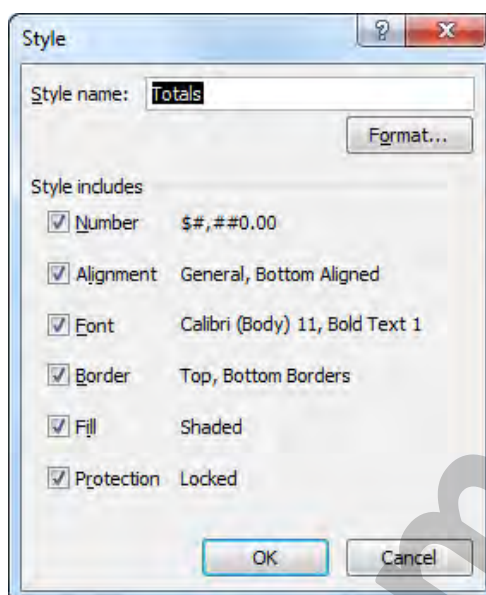 Style
Style name: Totals
Format...
Style includes
Number $#,##0.00
Alignment General, Bottom Aligned
Font Calibri (Body) 11, Bold Text 1
Border Top, Bottom Borders
Fill Shaded
Protection Locked
OK Cancel